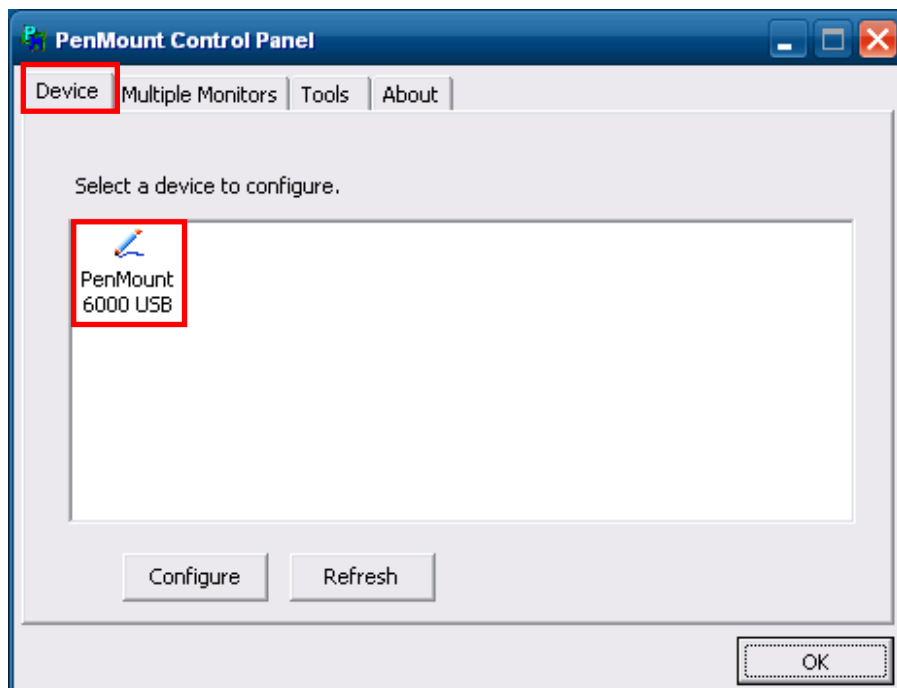 PenMount Control Panel
Device Multiple Monitors Tools About
Select a device to configure.
PenMount
6000 USB
Configure Refresh
OK